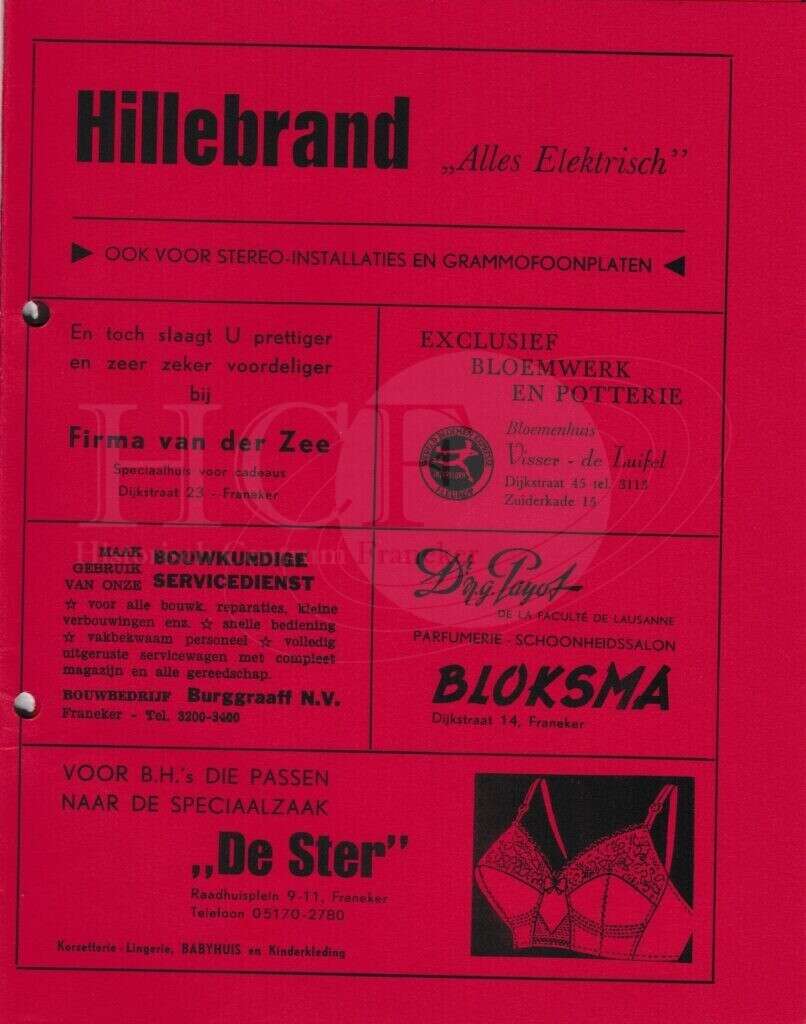 Hillebrand „Alles Elektrisch”
OOK VOOR STEREO-INSTALLATIES EN GRAMMOFOONPLATEN
En toch slaagt U prettiger
en zeer zeker voordeliger
bij
Firma van der Zee
Speciaalhuis voor cadeaus
Dijkstraat 23 - Franeker
EXCLUSIEF
BLOEMWERK
EN POTTERIE
Bloemenhuis
Visser - de Luifel
Dijkstraat 45 tel. 3115
Zuiderkade 15
HCF
Historisch Centrum Franeker
MAAK
GEBRUIK
VAN ONZE
BOUWKUNDIGE
SERVICEDIENST
☆ voor alle bouwk. reparaties, kleine
verbouwingen enz. ☆ snelle bediening
☆ vakbekwaam personeel ☆ volledig
uitgeruste servicewagen met compleet
magazijn en alle gereedschap.
BOUWBEDRIJF Burggraaff N.V.
Franeker - Tel. 3200-3400
Dr. N.G. Payot
DE LA FACULTÉ DE LAUSANNE
PARFUMERIE - SCHOONHEIDSSALON
BLOKSMA
Dijkstraat 14, Franeker
VOOR B.H.'s DIE PASSEN
NAAR DE SPECIAALZAAK
„De Ster”
Raadhuisplein 9-11, Franeker
Telefoon 05170-2780
Korsetterie - Lingerie, BABYHUIS en Kinderkleding